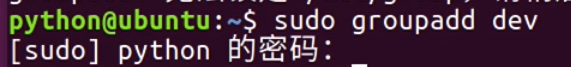 python@ubuntu:~$ sudo groupadd dev
[sudo] python 的密码：